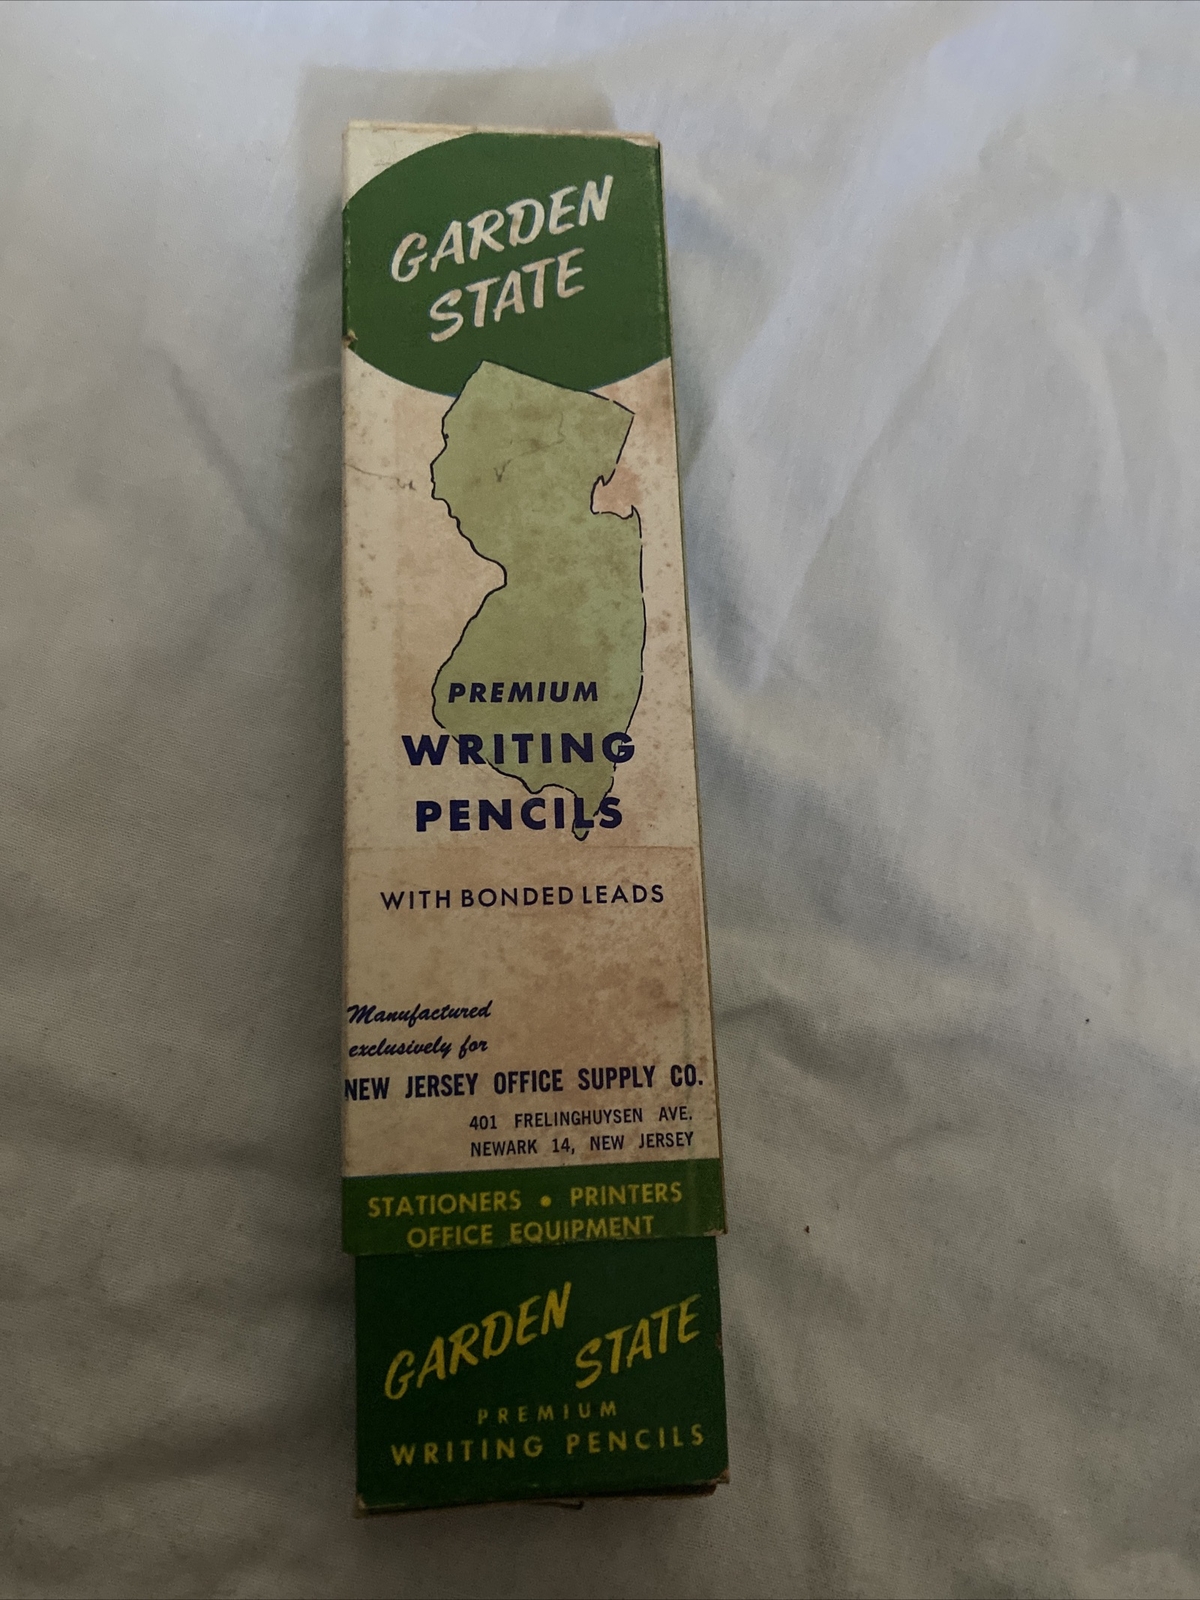 GARDEN
STATE
PREMIUM
WRITING
PENCILS
WITH BONDED LEADS
Manufactured
exclusively for
NEW JERSEY OFFICE SUPPLY CO.
401 FRELINGHUYSEN AVE.
NEWARK 14, NEW JERSEY
STATIONERS • PRINTERS
OFFICE EQUIPMENT
GARDEN
STATE
PREMIUM
WRITING PENCILS